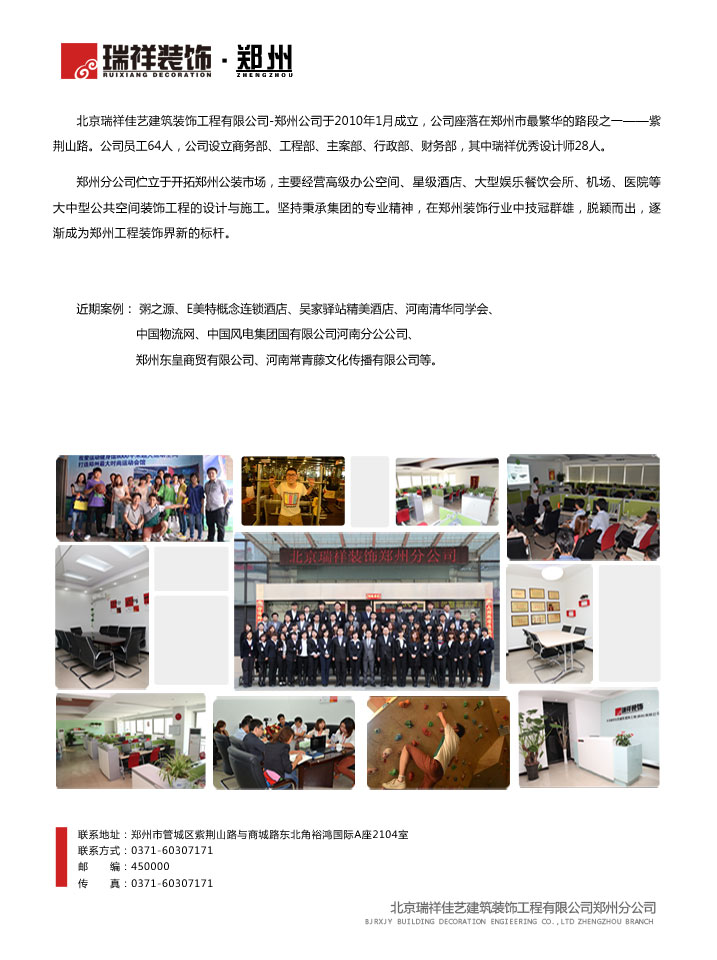 瑞祥装饰·郑州
RUIXIANG DECORATION ZHENGZHOU
北京瑞祥佳艺建筑装饰工程有限公司-郑州公司于2010年1月成立，公司座落在郑州市最繁华的路段之一——紫
荆山路。公司员工64人，公司设立商务部、工程部、主案部、行政部、财务部，其中瑞祥优秀设计师28人。
郑州分公司伫立于开拓郑州公装市场，主要经营高级办公空间、星级酒店、大型娱乐餐饮会所、机场、医院等
大中型公共空间装饰工程的设计与施工。坚持秉承集团的专业精神，在郑州装饰行业中技冠群雄，脱颖而出，逐
渐成为郑州工程装饰界新的标杆。
近期案例： 粥之源、E美特概念连锁酒店、吴家驿站精美酒店、河南清华同学会、
中国物流网、中国风电集团国有限公司河南分公公司、
郑州东皇商贸有限公司、河南常青藤文化传播有限公司等。
打造郑州最大时尚运动会馆
北京瑞祥装饰郑州分公司
瑞祥装饰
联系地址：郑州市管城区紫荆山路与商城路东北角裕鸿国际A座2104室
联系方式：0371-60307171
邮 编：450000
传 真：0371-60307171
北京瑞祥佳艺建筑装饰工程有限公司郑州分公司
BJRXJY BUILDING DECORATION ENGIEERING CO.,LTD ZHENGZHOU BRANCH